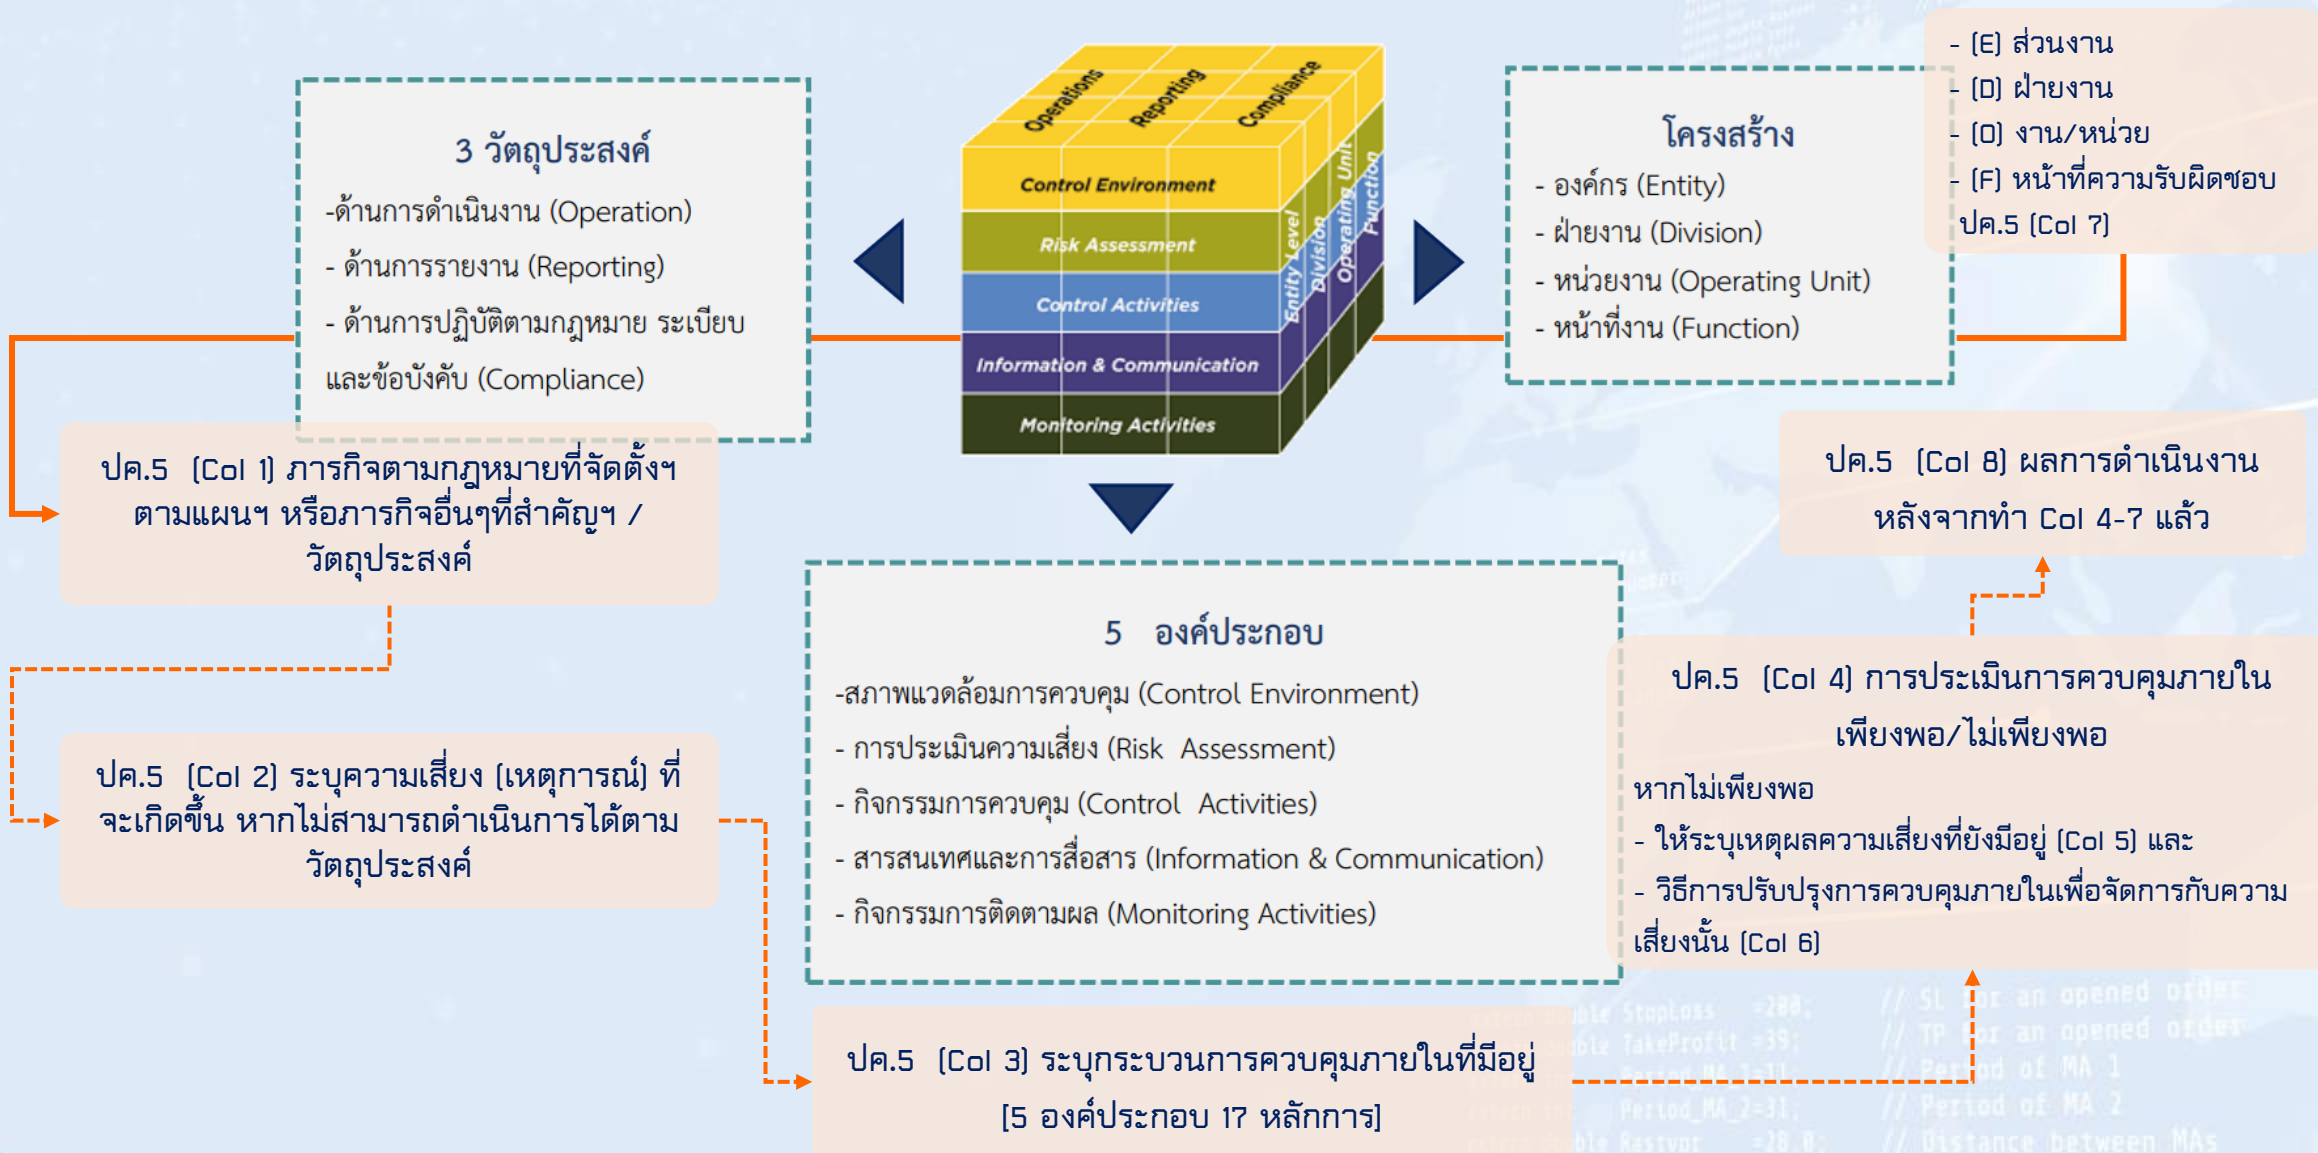 3 วัตถุประสงค์
-ด้านการดำเนินงาน (Operation)
- ด้านการรายงาน (Reporting)
- ด้านการปฏิบัติตามกฎหมาย ระเบียบ
และข้อบังคับ (Compliance)
Operations
Reporting
Compliance
Control Environment
Risk Assessment
Control Activities
Information & Communication
Monitoring Activities
Entity Level
Division
Operating Unit
Function
โครงสร้าง
- องค์กร (Entity)
- ฝ่ายงาน (Division)
- หน่วยงาน (Operating Unit)
- หน้าที่งาน (Function)
- (E) ส่วนงาน
- (D) ฝ่ายงาน
- (O) งาน/หน่วย
- (F) หน้าที่ความรับผิดชอบ
ปค.5 (Col 7)
ปค.5 (Col 1) ภารกิจตามกฎหมายที่จัดตั้งฯ
ตามแผนฯ หรือภารกิจอื่นๆที่สำคัญฯ /
วัตถุประสงค์
ปค.5 (Col 2) ระบุความเสี่ยง (เหตุการณ์) ที่
จะเกิดขึ้น หากไม่สามารถดำเนินการได้ตาม
วัตถุประสงค์
5 องค์ประกอบ
-สภาพแวดล้อมการควบคุม (Control Environment)
- การประเมินความเสี่ยง (Risk Assessment)
- กิจกรรมการควบคุม (Control Activities)
- สารสนเทศและการสื่อสาร (Information & Communication)
- กิจกรรมการติดตามผล (Monitoring Activities)
ปค.5 (Col 3) ระบุกระบวนการควบคุมภายในที่มีอยู่
[5 องค์ประกอบ 17 หลักการ]
ปค.5 (Col 8) ผลการดำเนินงาน
หลังจากทำ Col 4-7 แล้ว
ปค.5 (Col 4) การประเมินการควบคุมภายใน
เพียงพอ/ไม่เพียงพอ
หากไม่เพียงพอ
- ให้ระบุเหตุผลความเสี่ยงที่ยังมีอยู่ (Col 5) และ
- วิธีการปรับปรุงการควบคุมภายในเพื่อจัดการกับความ
เสี่ยงนั้น (Col 6)
StopLoss =200; // SL for an opened order
TakeProfit =39; // TP for an opened order
Period_MA_1=11; // Period of MA 1
Period_MA_2=31; // Period of MA 2
=28.0; // Distance between MAs